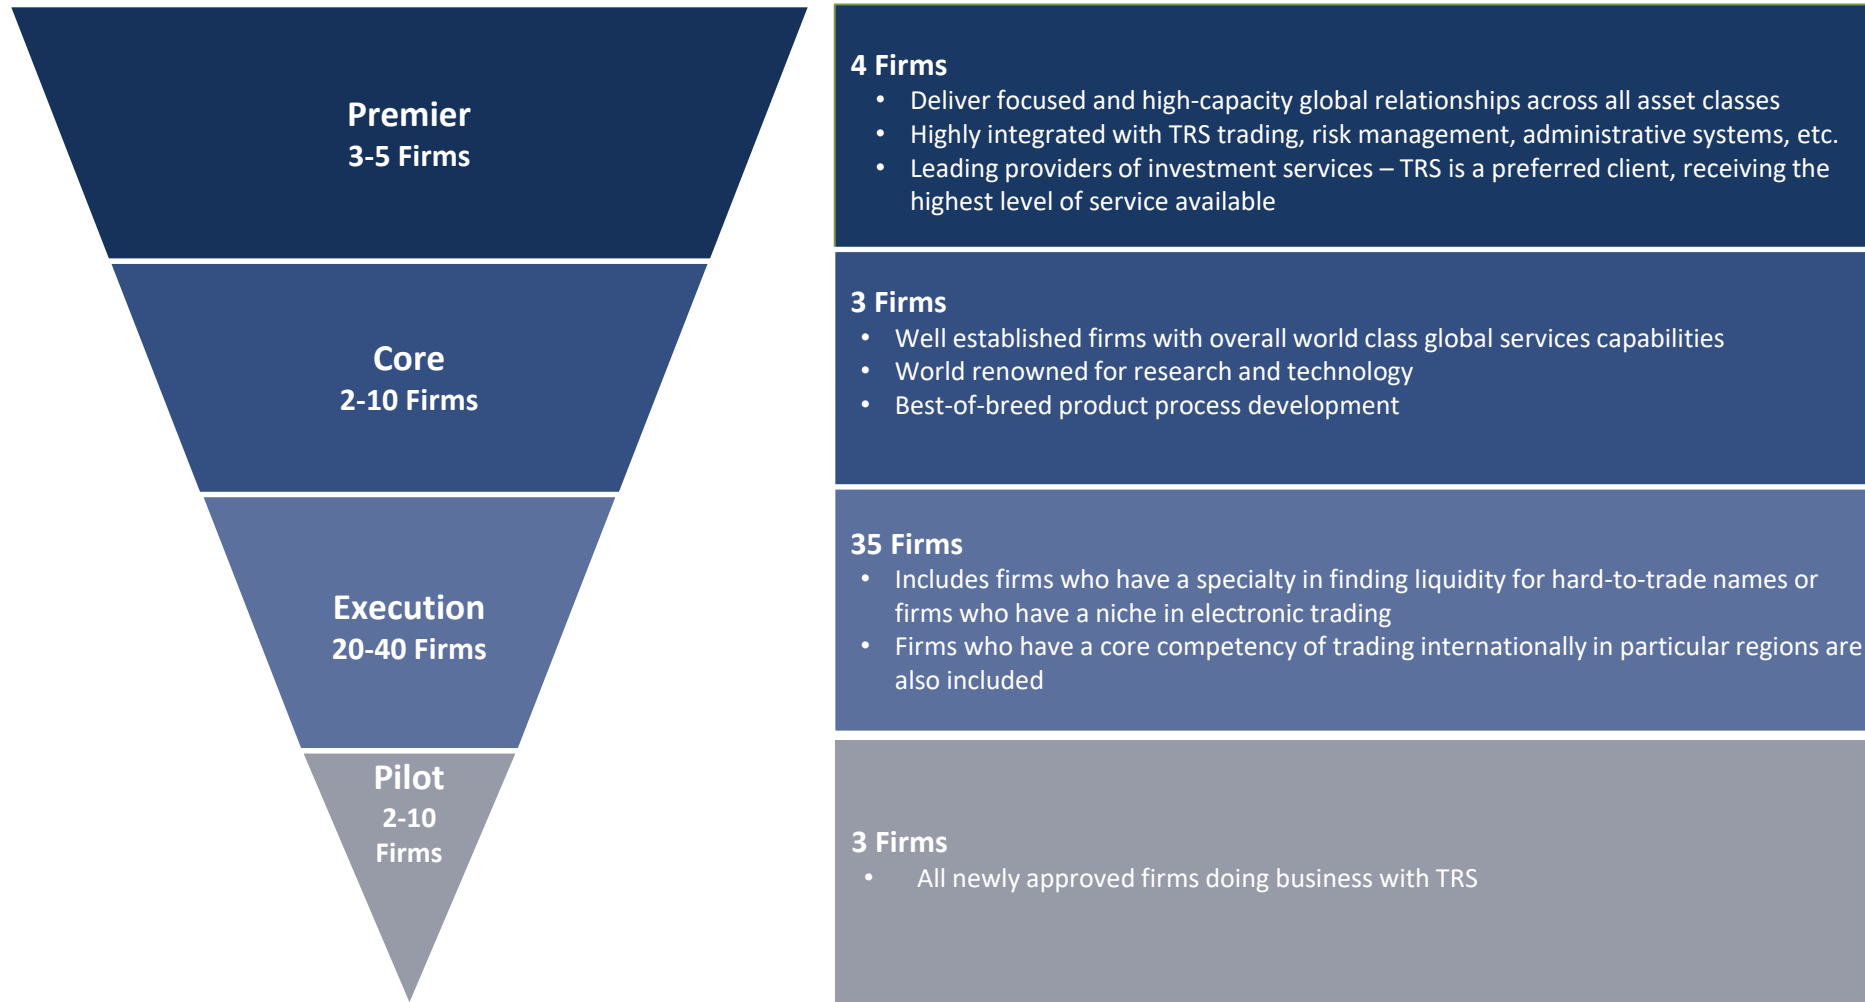 Premier
3-5 Firms
4 Firms
• Deliver focused and high-capacity global relationships across all asset classes
• Highly integrated with TRS trading, risk management, administrative systems, etc.
• Leading providers of investment services – TRS is a preferred client, receiving the
highest level of service available
Core
2-10 Firms
3 Firms
• Well established firms with overall world class global services capabilities
• World renowned for research and technology
• Best-of-breed product process development
Execution
20-40 Firms
35 Firms
• Includes firms who have a specialty in finding liquidity for hard-to-trade names or
firms who have a niche in electronic trading
• Firms who have a core competency of trading internationally in particular regions are
also included
Pilot
2-10
Firms
3 Firms
• All newly approved firms doing business with TRS